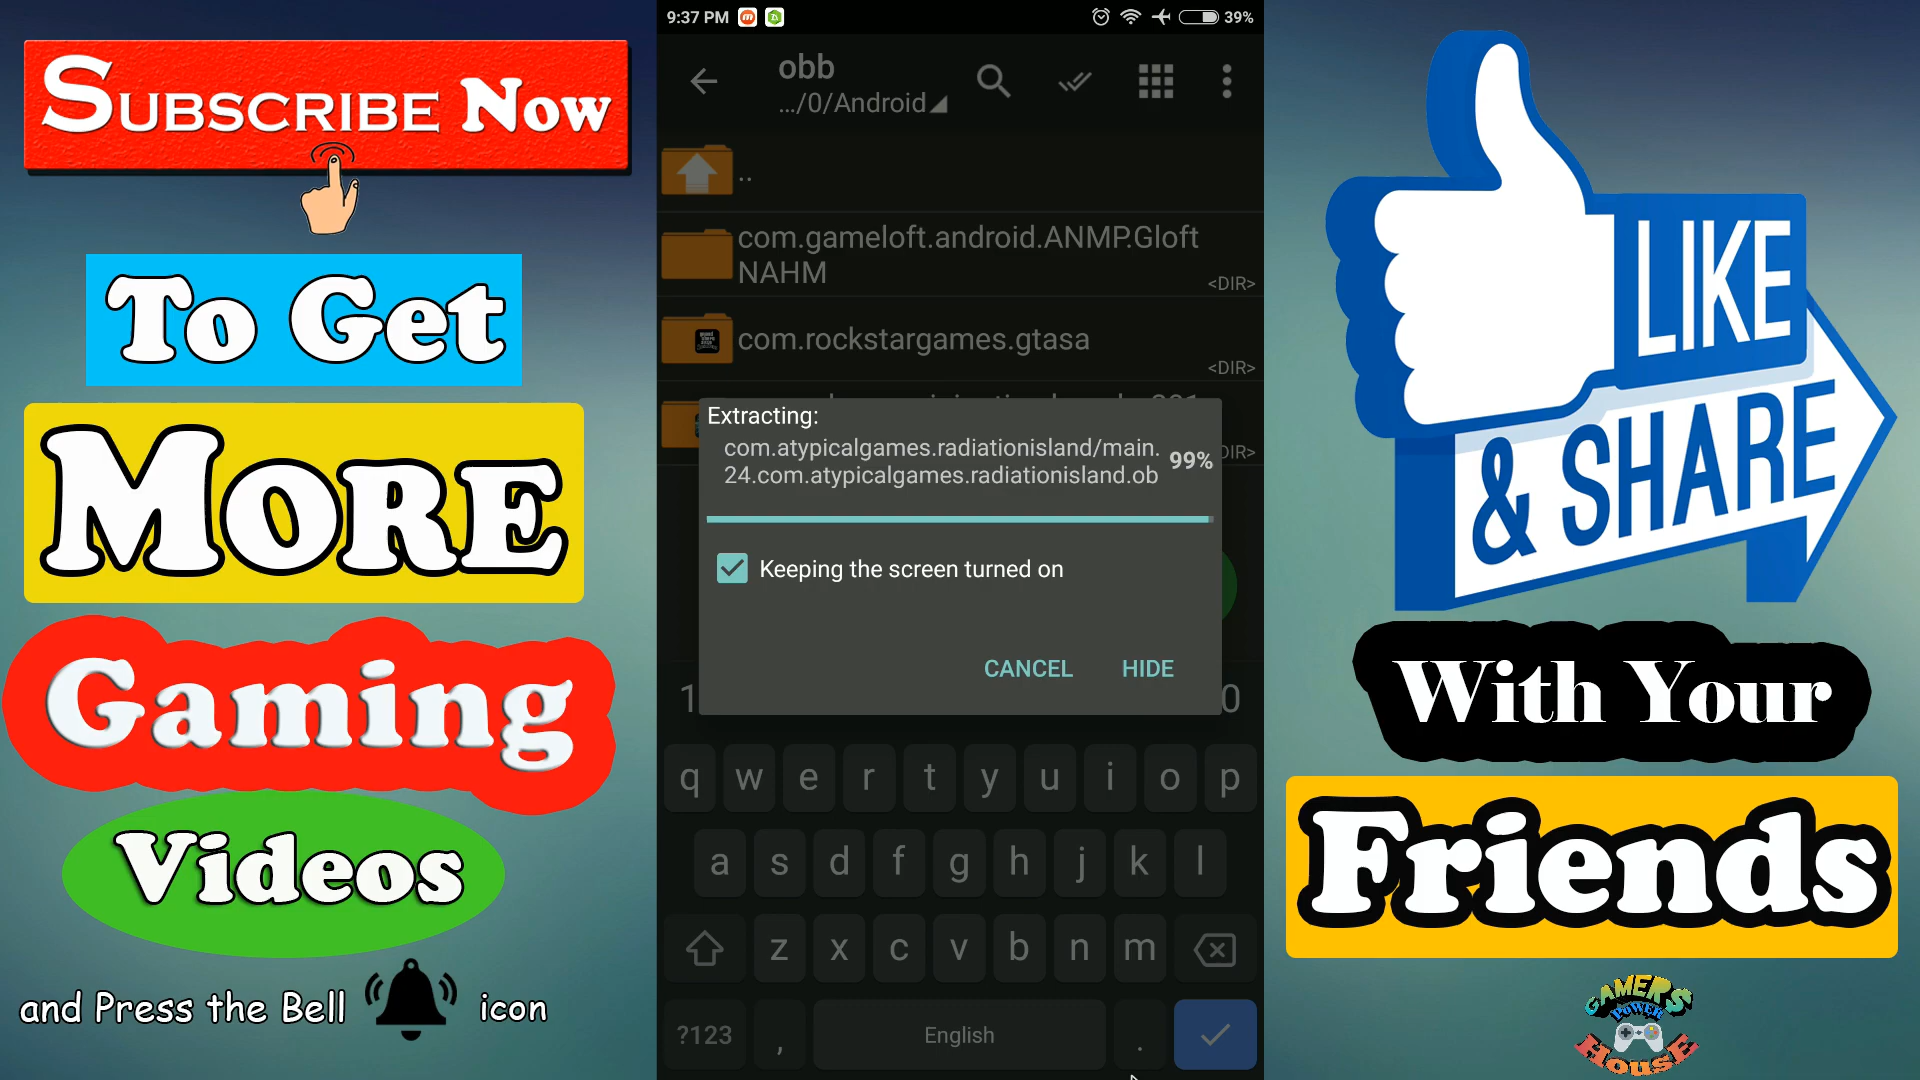 SUBSCRIBE NOW
To Get
MORE
Gaming
Videos
and Press the Bell icon
9:37 PM
39%
obb
.../0/Android
..
com.gameloft.android.ANMP.Gloft
NAHM
<DIR>
com.rockstargames.gtasa
<DIR>
<DIR>
Extracting:
com.atypicalgames.radiationisland/main.
24.com.atypicalgames.radiationisland.ob
99%
Keeping the screen turned on
CANCEL HIDE
1 0
q w e r t y u i o p
a s d f g h j k l
z x c v b n m
?123 , English .
LIKE
& SHARE
With Your
Friends
GAMERS
POWER
HOUSE